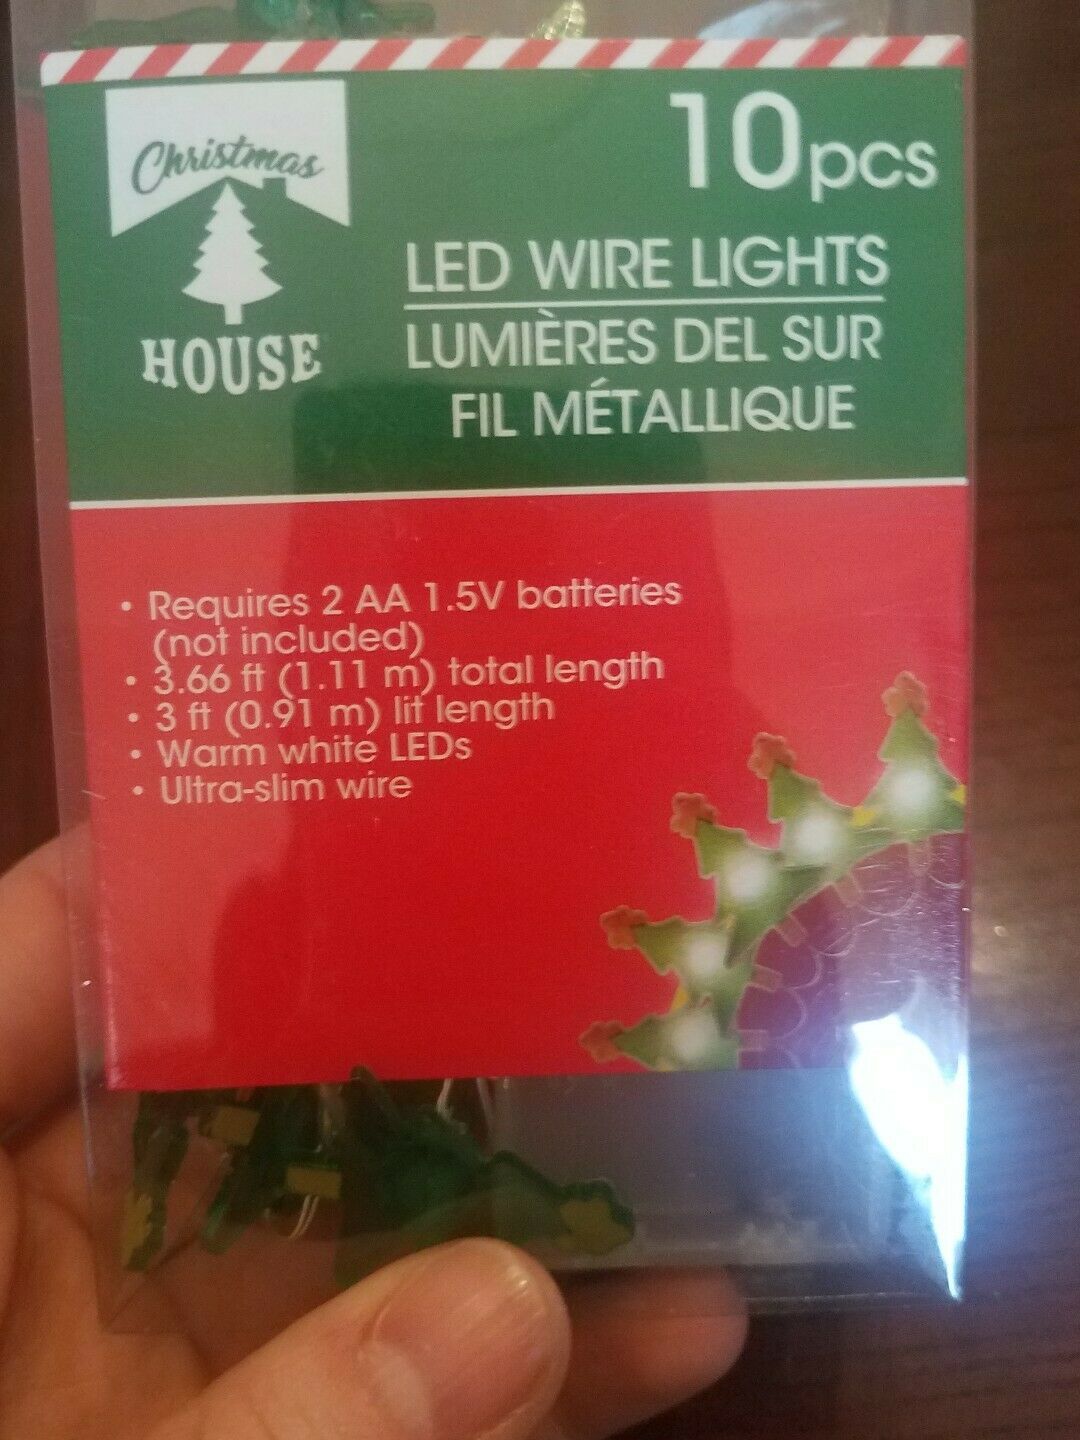 Christmas
HOUSE
10pcs
LED WIRE LIGHTS
LUMIÈRES DEL SUR
FIL MÉTALLIQUE
• Requires 2 AA 1.5V batteries
(not included)
• 3.66 ft (1.11 m) total length
• 3 ft (0.91 m) lit length
• Warm white LEDs
• Ultra-slim wire